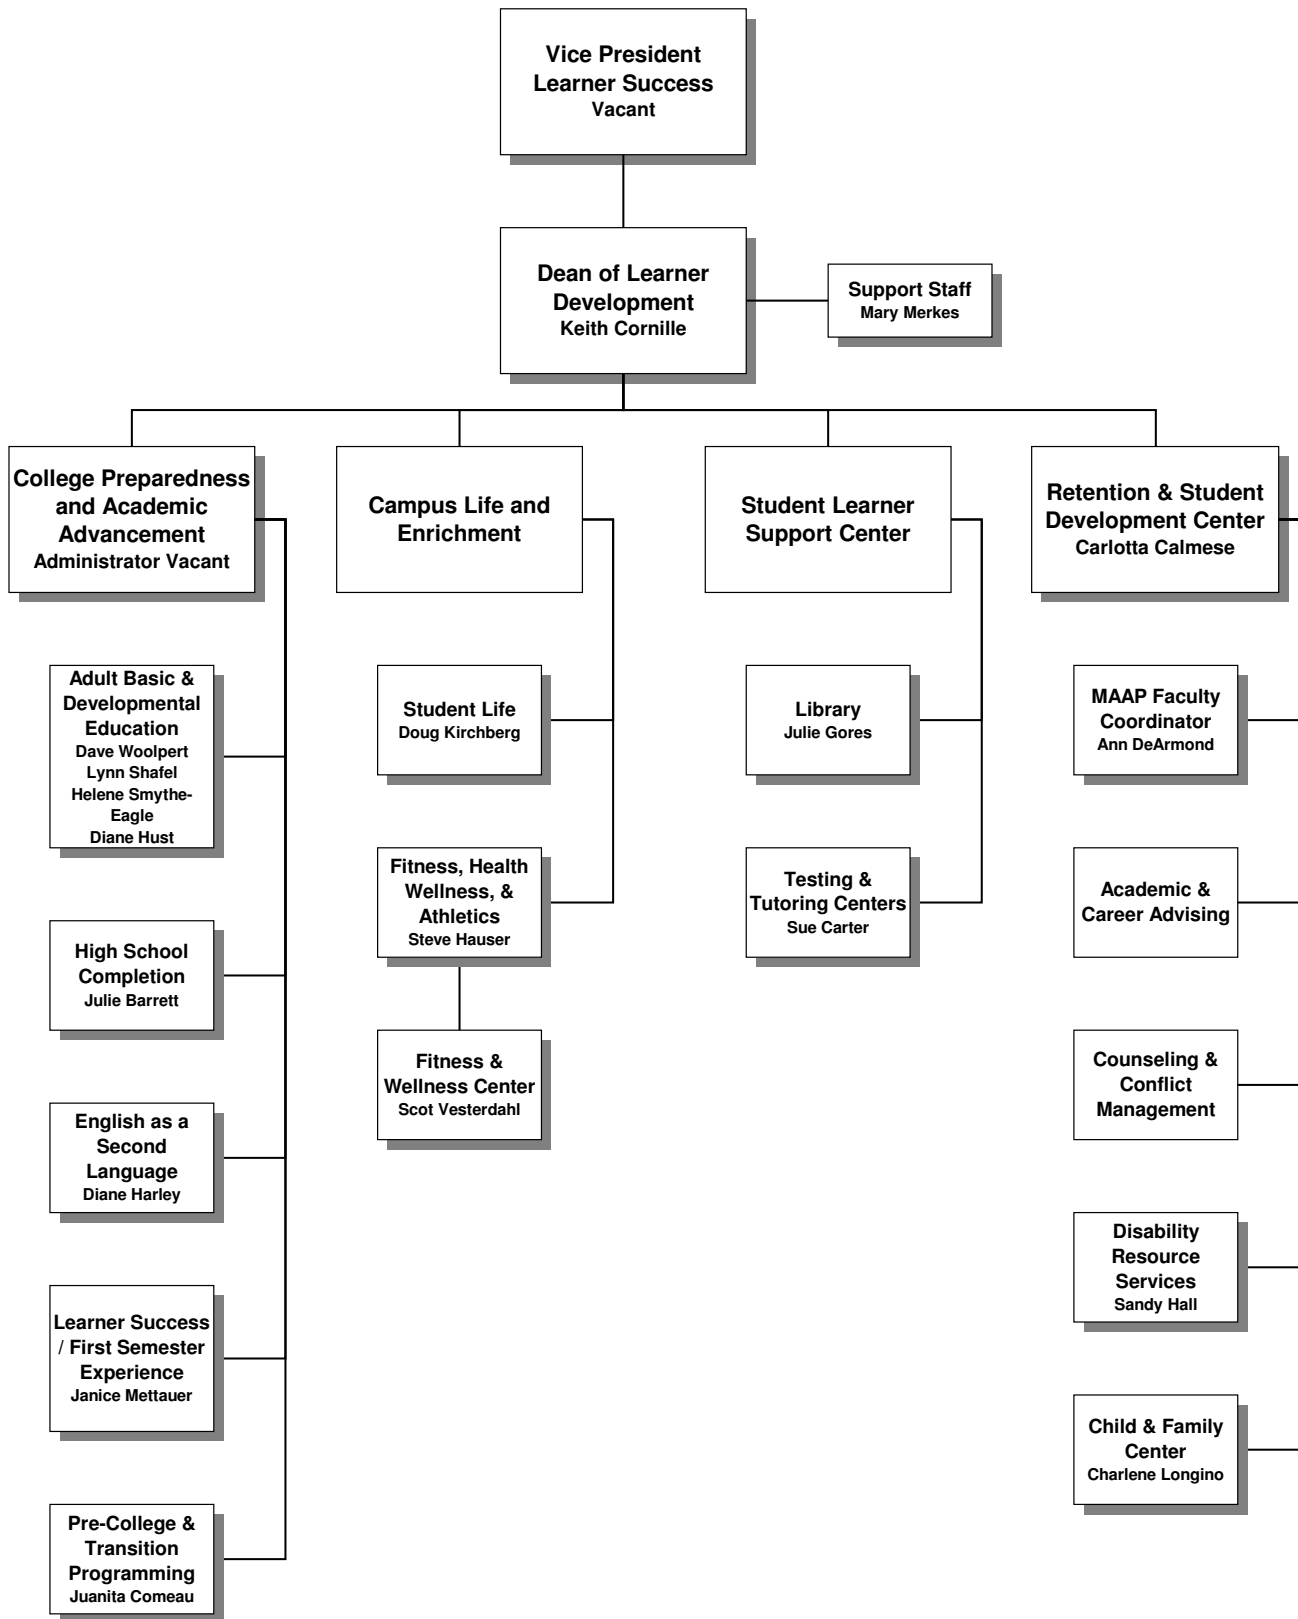 Vice President
Learner Success
Vacant
Dean of Learner
Development
Keith Cornille
Support Staff
Mary Merkes
College Preparedness
and Academic
Advancement
Administrator Vacant
Campus Life and
Enrichment
Student Learner
Support Center
Retention & Student
Development Center
Carlotta Calmese
Adult Basic &
Developmental
Education
Dave Woolpert
Lynn Shafel
Helene Smythe-
Eagle
Diane Hust
High School
Completion
Julie Barrett
English as a
Second
Language
Diane Harley
Learner Success
/ First Semester
Experience
Janice Mettauer
Pre-College &
Transition
Programming
Juanita Comeau
Student Life
Doug Kirchberg
Fitness, Health
Wellness, &
Athletics
Steve Hauser
Fitness &
Wellness Center
Scot Vesterdahl
Library
Julie Gores
Testing &
Tutoring Centers
Sue Carter
MAAP Faculty
Coordinator
Ann DeArmond
Academic &
Career Advising
Counseling &
Conflict
Management
Disability
Resource
Services
Sandy Hall
Child & Family
Center
Charlene Longino